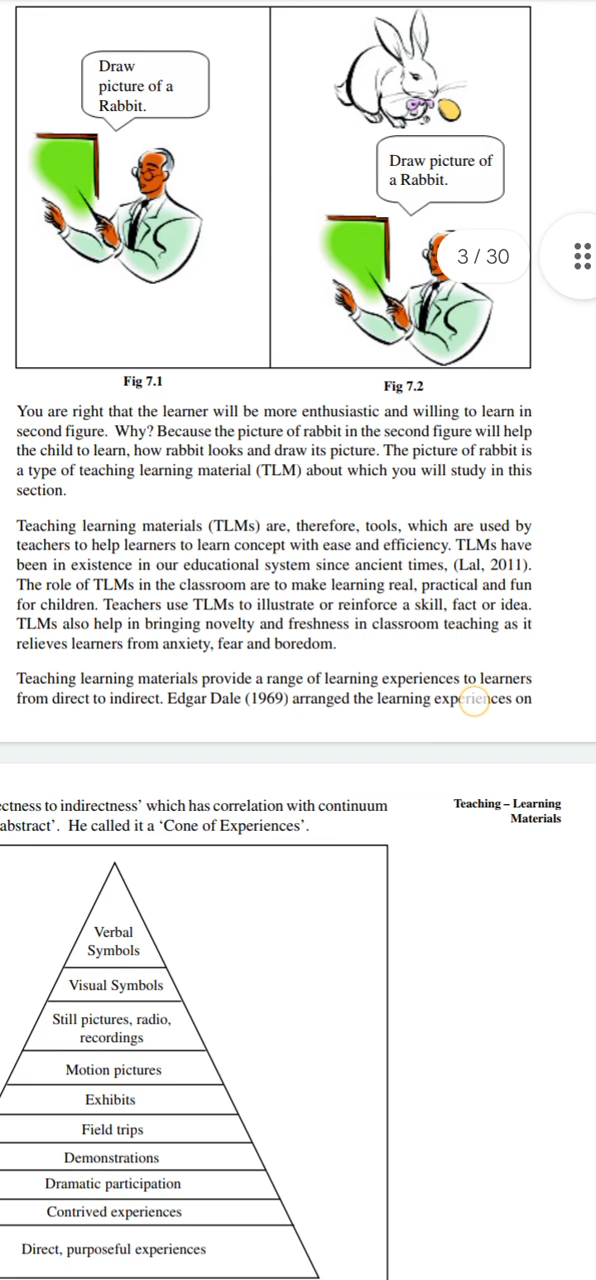 Draw
picture of a
Rabbit.
Draw picture of
a Rabbit.
3 / 30
Fig 7.1
Fig 7.2
You are right that the learner will be more enthusiastic and willing to learn in
second figure. Why? Because the picture of rabbit in the second figure will help
the child to learn, how rabbit looks and draw its picture. The picture of rabbit is
a type of teaching learning material (TLM) about which you will study in this
section.
Teaching learning materials (TLMs) are, therefore, tools, which are used by
teachers to help learners to learn concept with ease and efficiency. TLMs have
been in existence in our educational system since ancient times, (Lal, 2011).
The role of TLMs in the classroom are to make learning real, practical and fun
for children. Teachers use TLMs to illustrate or reinforce a skill, fact or idea.
TLMs also help in bringing novelty and freshness in classroom teaching as it
relieves learners from anxiety, fear and boredom.
Teaching learning materials provide a range of learning experiences to learners
from direct to indirect. Edgar Dale (1969) arranged the learning experiences on
ectness to indirectness’ which has correlation with continuum
abstract’. He called it a ‘Cone of Experiences’.
Teaching – Learning
Materials
Verbal
Symbols
Visual Symbols
Still pictures, radio,
recordings
Motion pictures
Exhibits
Field trips
Demonstrations
Dramatic participation
Contrived experiences
Direct, purposeful experiences